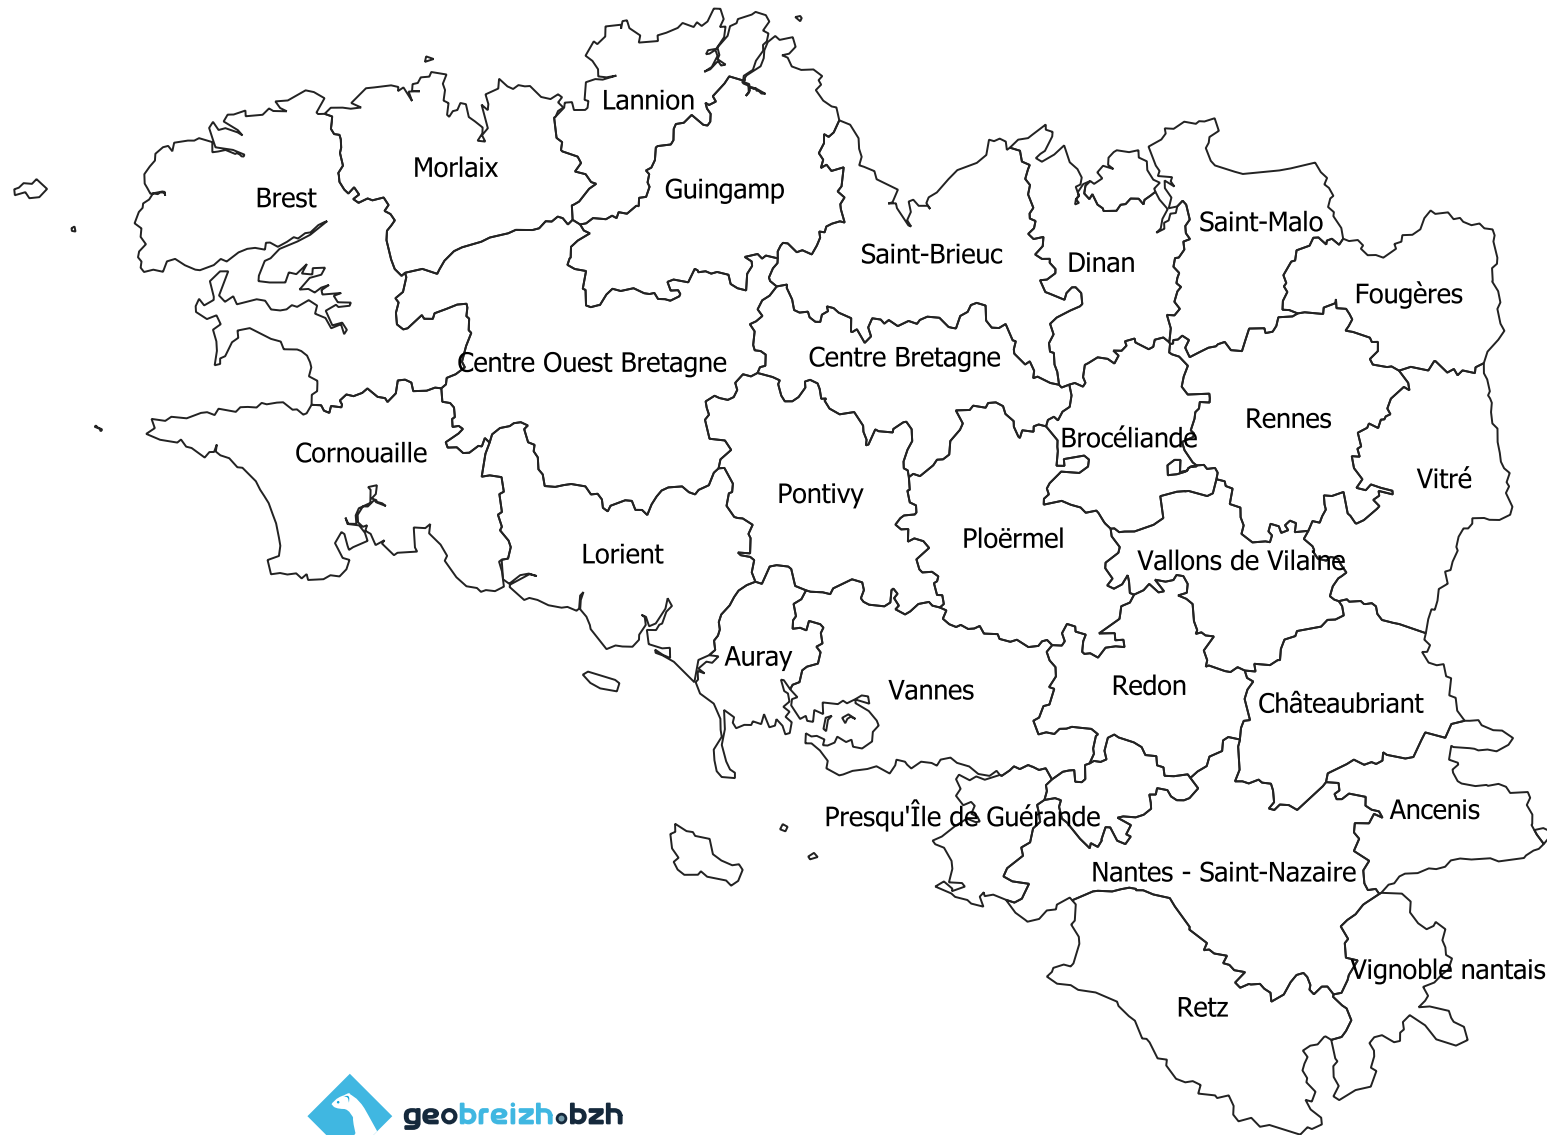 Lannion
Morlaix
Guingamp
Brest
Saint-Malo
Saint-Brieuc
Dinan
Fougères
Centre Bretagne
Centre Ouest Bretagne
Rennes
Brocéliande
Cornouaille
Vitré
Pontivy
Ploërmel
Lorient
Vallons de Vilaine
Auray
Redon
Vannes
Châteaubriant
Ancenis
Presqu'Île de Guérande
Nantes - Saint-Nazaire
Vignoble nantais
Retz
geobreizh.bzh